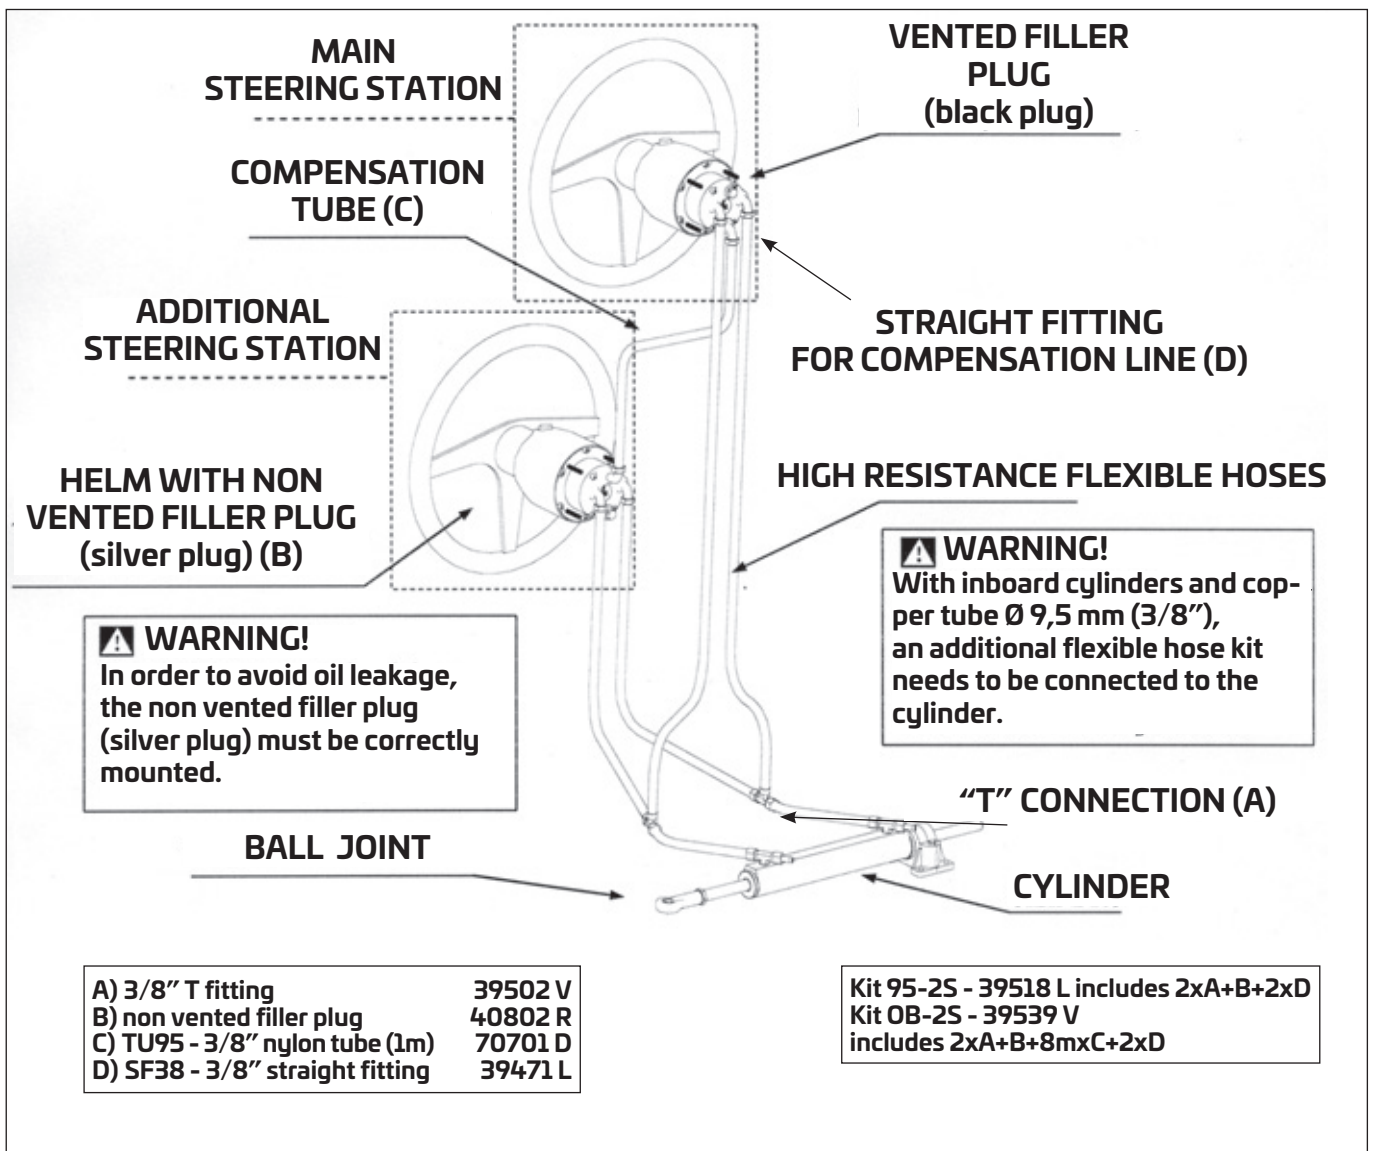 MAIN
STEERING STATION
VENTED FILLER
PLUG
(black plug)
COMPENSATION
TUBE (C)
ADDITIONAL
STEERING STATION
STRAIGHT FITTING
FOR COMPENSATION LINE (D)
HELM WITH NON
VENTED FILLER PLUG
(silver plug) (B)
HIGH RESISTANCE FLEXIBLE HOSES
WARNING!
With inboard cylinders and cop-
per tube Ø 9,5 mm (3/8”),
an additional flexible hose kit
needs to be connected to the
cylinder.
WARNING!
In order to avoid oil leakage,
the non vented filler plug
(silver plug) must be correctly
mounted.
“T” CONNECTION (A)
BALL JOINT
CYLINDER
A) 3/8” T fitting 39502 V
B) non vented filler plug 40802 R
C) TU95 - 3/8” nylon tube (1m) 70701 D
D) SF38 - 3/8” straight fitting 39471 L
Kit 95-2S - 39518 L includes 2xA+B+2xD
Kit OB-2S - 39539 V
includes 2xA+B+8mxC+2xD